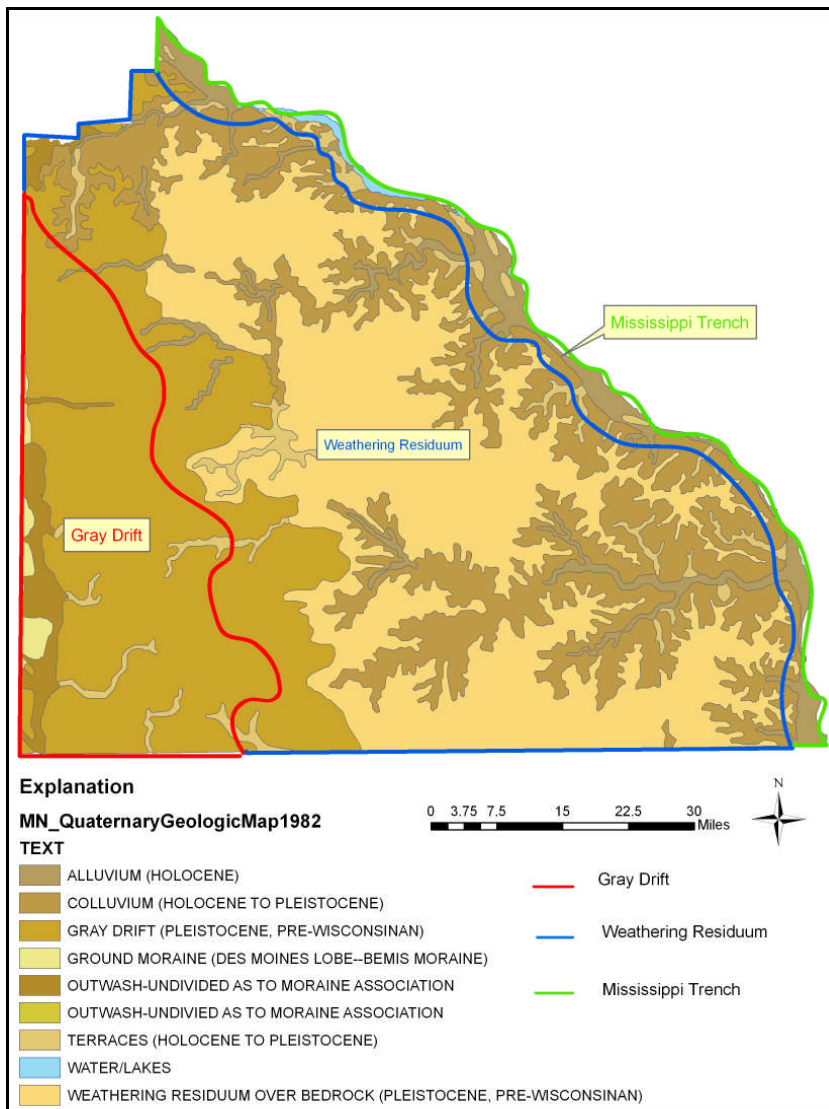 Mississippi Trench
Weathering Residuum
Gray Drift
Explanation
MN_QuaternaryGeologicMap1982
TEXT
ALLUVIUM (HOLOCENE)
COLLUVIUM (HOLOCENE TO PLEISTOCENE)
GRAY DRIFT (PLEISTOCENE, PRE-WISCONSINAN)
GROUND MORAINE (DES MOINES LOBE--BEMIS MORAINE)
OUTWASH-UNDIVIDED AS TO MORAINE ASSOCIATION
OUTWASH-UNDIVIED AS TO MORAINE ASSOCIATION
TERRACES (HOLOCENE TO PLEISTOCENE)
WATER/LAKES
WEATHERING RESIDUUM OVER BEDROCK (PLEISTOCENE, PRE-WISCONSINAN)
0 3.75 7.5 15 22.5 30
Miles
N
Gray Drift
Weathering Residuum
Mississippi Trench